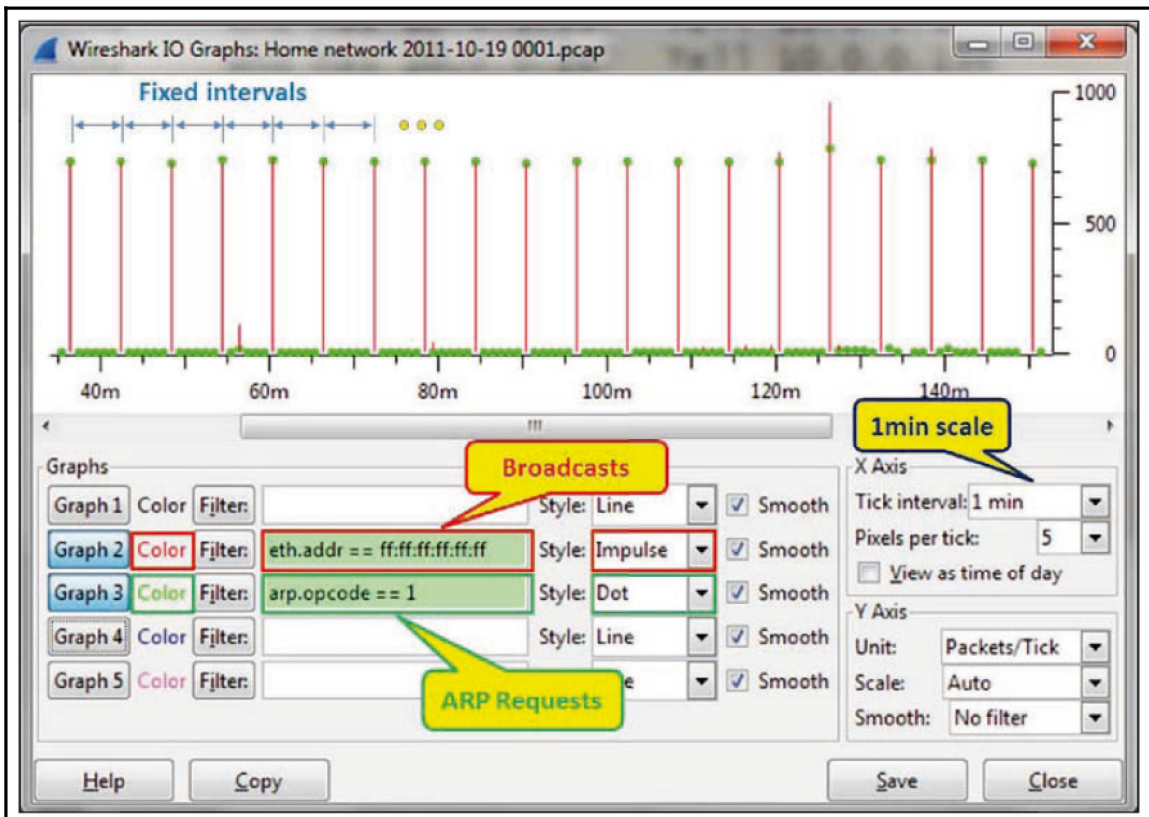 Wireshark IO Graphs: Home network 2011-10-19 0001.pcap
Fixed intervals
1000
500
0
40m 60m 80m 100m 120m 140m
1min scale
Broadcasts
Graphs
Graph 1 Color Filter: Style: Line Smooth
Graph 2 Color Filter: eth.addr == ff:ff:ff:ff:ff:ff Style: Impulse Smooth
Graph 3 Color Filter: arp.opcode == 1 Style: Dot Smooth
Graph 4 Color Filter: Style: Line Smooth
Graph 5 Color Filter: Smooth
ARP Requests
X Axis
Tick interval: 1 min
Pixels per tick: 5
View as time of day
Y Axis
Unit: Packets/Tick
Scale: Auto
Smooth: No filter
Help Copy Save Close